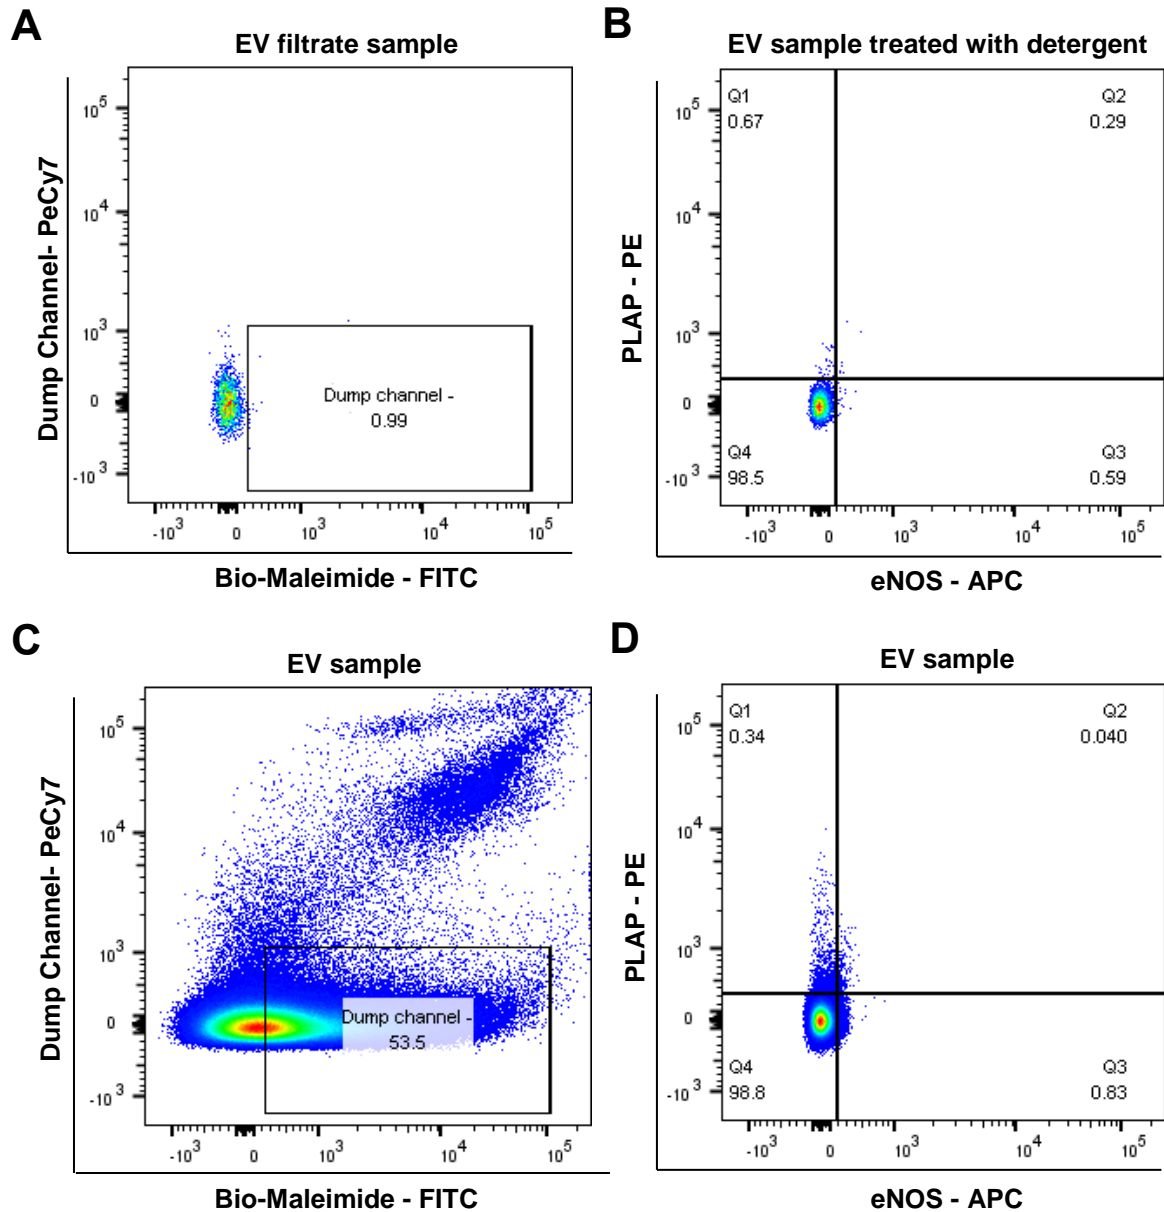 A
EV filtrate sample
Dump Channel- PeCy7
10^5
10^4
10^3
0
-10^3
Dump channel -
0.99
-10^3 0 10^3 10^4 10^5
Bio-Maleimide - FITC
B
EV sample treated with detergent
PLAP - PE
10^5
10^4
10^3
0
-10^3
Q1
0.67
Q2
0.29
Q4
98.5
Q3
0.59
-10^3 0 10^3 10^4 10^5
eNOS - APC
C
EV sample
Dump Channel- PeCy7
10^5
10^4
10^3
0
-10^3
Dump channel -
53.5
-10^3 0 10^3 10^4 10^5
Bio-Maleimide - FITC
D
EV sample
PLAP - PE
10^5
10^4
10^3
0
-10^3
Q1
0.34
Q2
0.040
Q4
98.8
Q3
0.83
-10^3 0 10^3 10^4 10^5
eNOS - APC